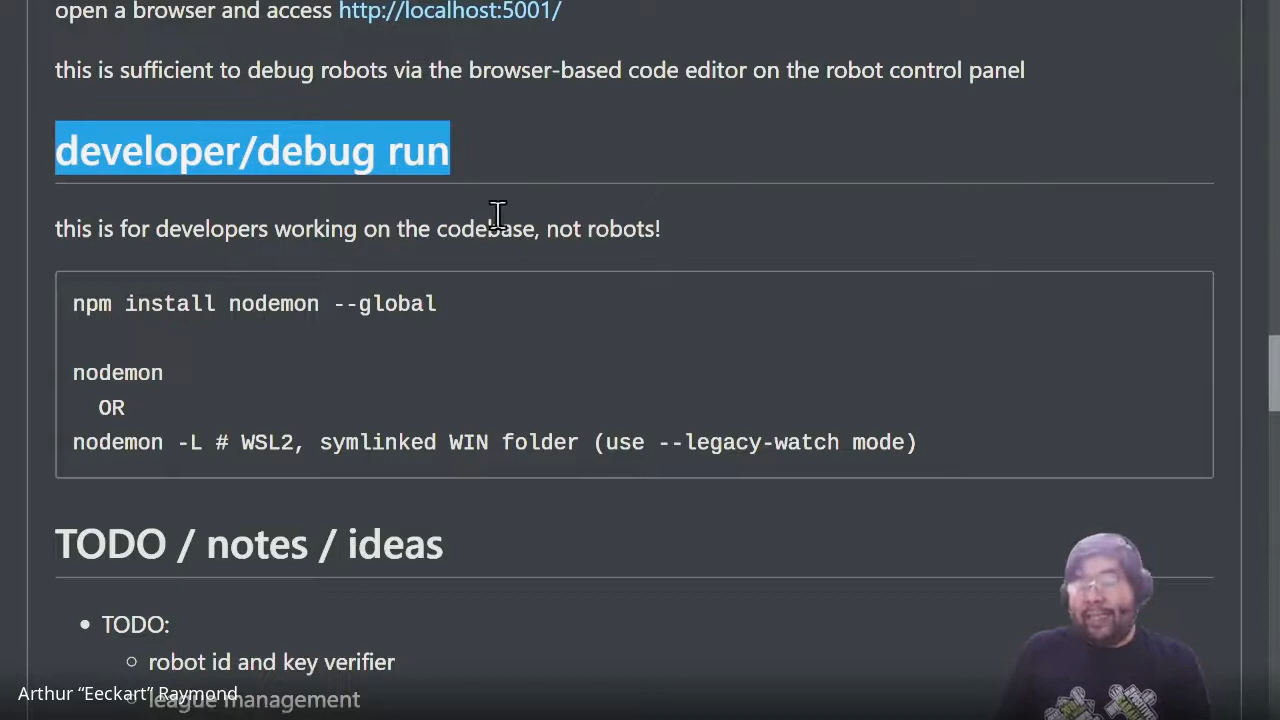 open a browser and access http://localhost:5001/
this is sufficient to debug robots via the browser-based code editor on the robot control panel
developer/debug run
this is for developers working on the codebase, not robots!
npm install nodemon --global
nodemon
OR
nodemon -L # WSL2, symlinked WIN folder (use --legacy-watch mode)
TODO / notes / ideas
TODO:
robot id and key verifier
league management
Arthur “Eeckart” Raymond